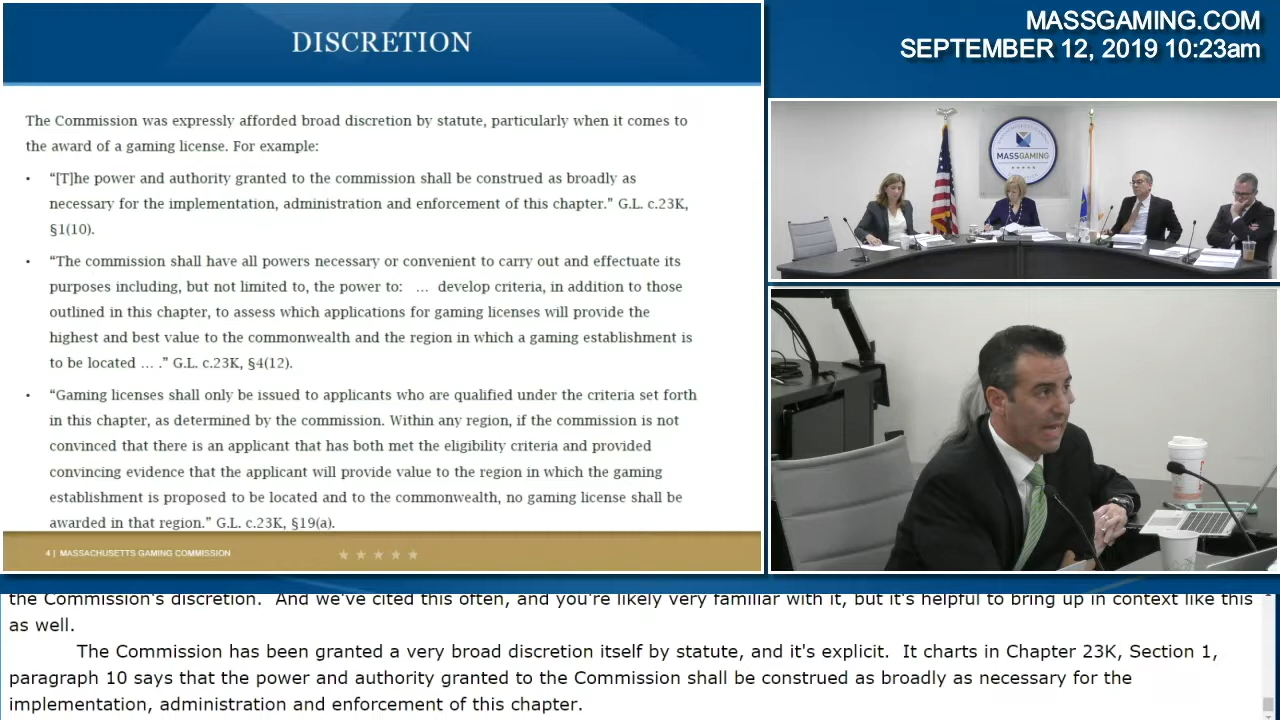 DISCRETION
The Commission was expressly afforded broad discretion by statute, particularly when it comes to
the award of a gaming license. For example:
• “[T]he power and authority granted to the commission shall be construed as broadly as
necessary for the implementation, administration and enforcement of this chapter.” G.L. c.23K,
§1(10).
• “The commission shall have all powers necessary or convenient to carry out and effectuate its
purposes including, but not limited to, the power to: … develop criteria, in addition to those
outlined in this chapter, to assess which applications for gaming licenses will provide the
highest and best value to the commonwealth and the region in which a gaming establishment is
to be located … .” G.L. c.23K, §4(12).
• “Gaming licenses shall only be issued to applicants who are qualified under the criteria set forth
in this chapter, as determined by the commission. Within any region, if the commission is not
convinced that there is an applicant that has both met the eligibility criteria and provided
convincing evidence that the applicant will provide value to the region in which the gaming
establishment is proposed to be located and to the commonwealth, no gaming license shall be
awarded in that region.” G.L. c.23K, §19(a).
4 | MASSACHUSETTS GAMING COMMISSION
MASSGAMING.COM
SEPTEMBER 12, 2019 10:23am
MASSGAMING
the Commission's discretion. And we've cited this often, and you're likely very familiar with it, but it's helpful to bring up in context like this
as well.
The Commission has been granted a very broad discretion itself by statute, and it's explicit. It charts in Chapter 23K, Section 1,
paragraph 10 says that the power and authority granted to the Commission shall be construed as broadly as necessary for the
implementation, administration and enforcement of this chapter.